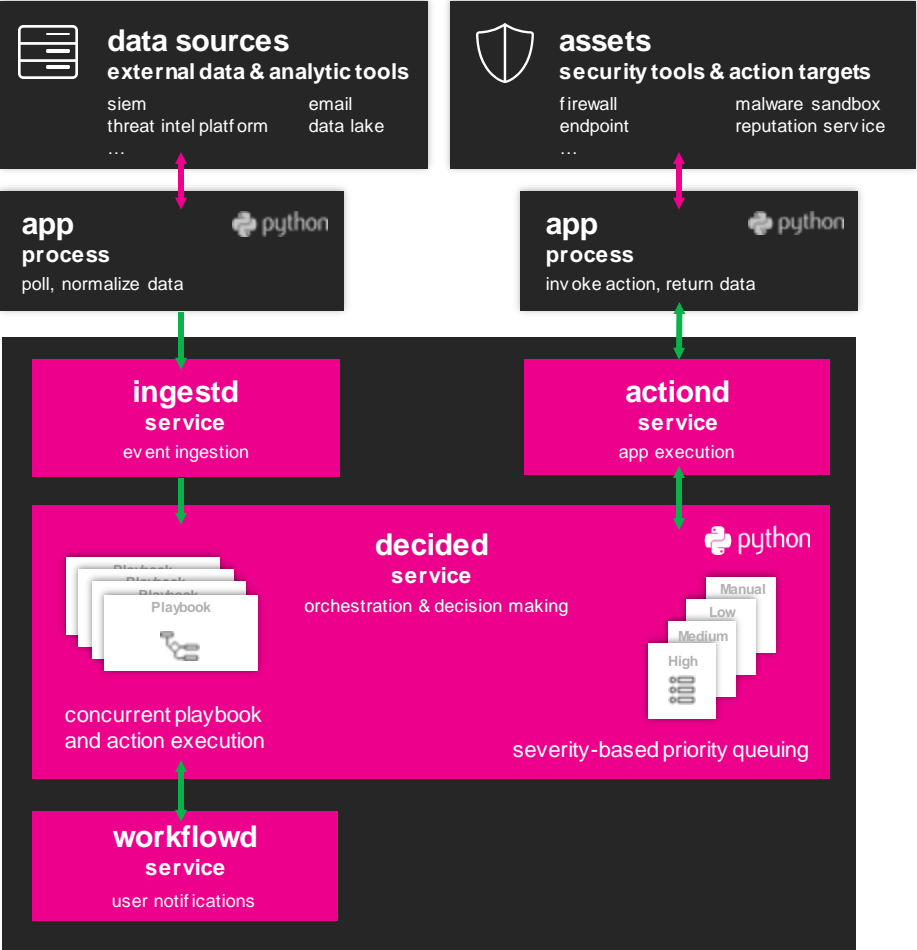 data sources
external data & analytic tools
siem
email
threat intel platform
data lake
...
assets
security tools & action targets
firewall
malware sandbox
endpoint
reputation service
...
app
process
poll, normalize data
python
app
process
invoke action, return data
python
ingestd
service
event ingestion
actiond
service
app execution
decided
service
orchestration & decision making
python
Playbook
Playbook
Playbook
Playbook
concurrent playbook
and action execution
Manual
Low
Medium
High
severity-based priority queuing
workflowd
service
user notifications